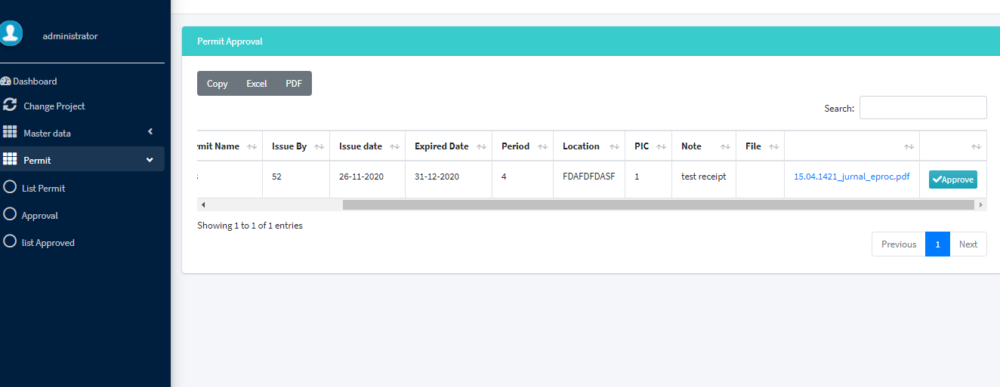 administrator
Dashboard
Change Project
Master data
Permit
List Permit
Approval
list Approved
Permit Approval
Copy Excel PDF
Search:
Name Issue By Issue date Expired Date Period Location PIC Note File
52 26-11-2020 31-12-2020 4 FDAFDFDASF 1 test receipt 15.04.1421_jurnal_eproc.pdf Approve
Showing 1 to 1 of 1 entries
Previous 1 Next